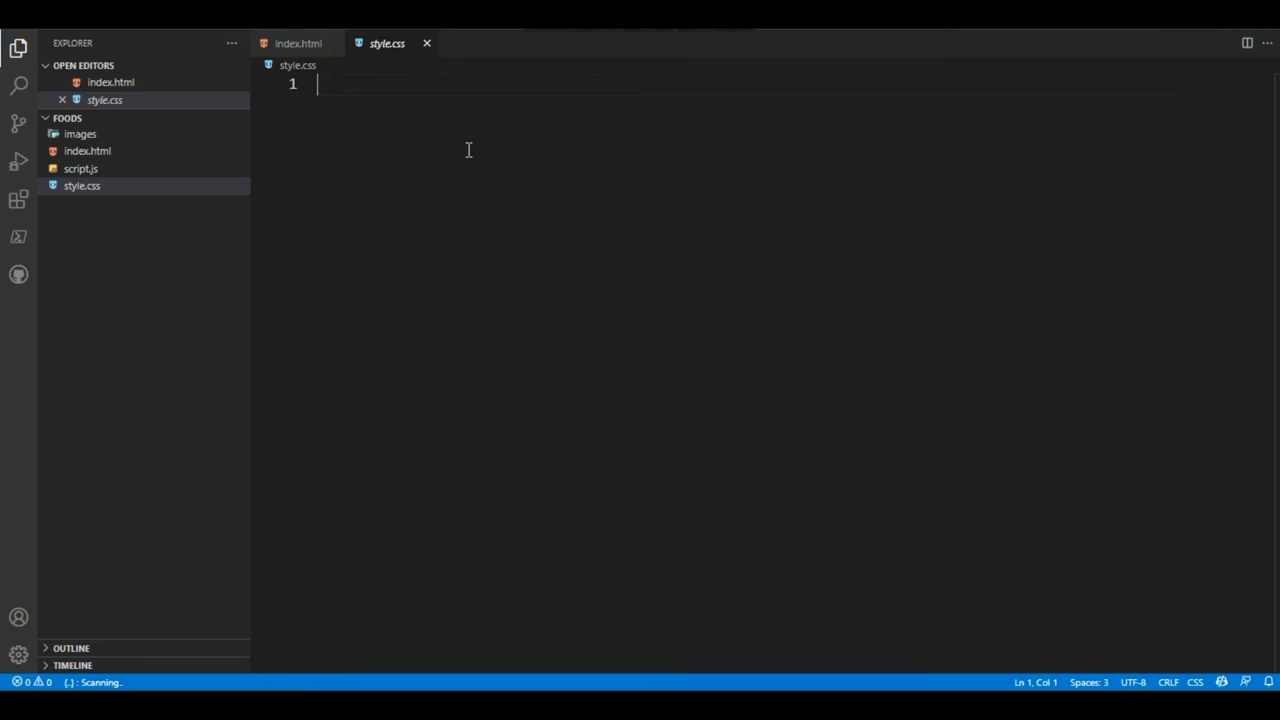 EXPLORER
index.html
style.css
OPEN EDITORS
style.css
index.html
1
style.css
FOODS
images
index.html
script.js
style.css
OUTLINE
TIMELINE
0 0 {..} : Scanning.. Ln 1, Col 1 Spaces: 3 UTF-8 CRLF CSS